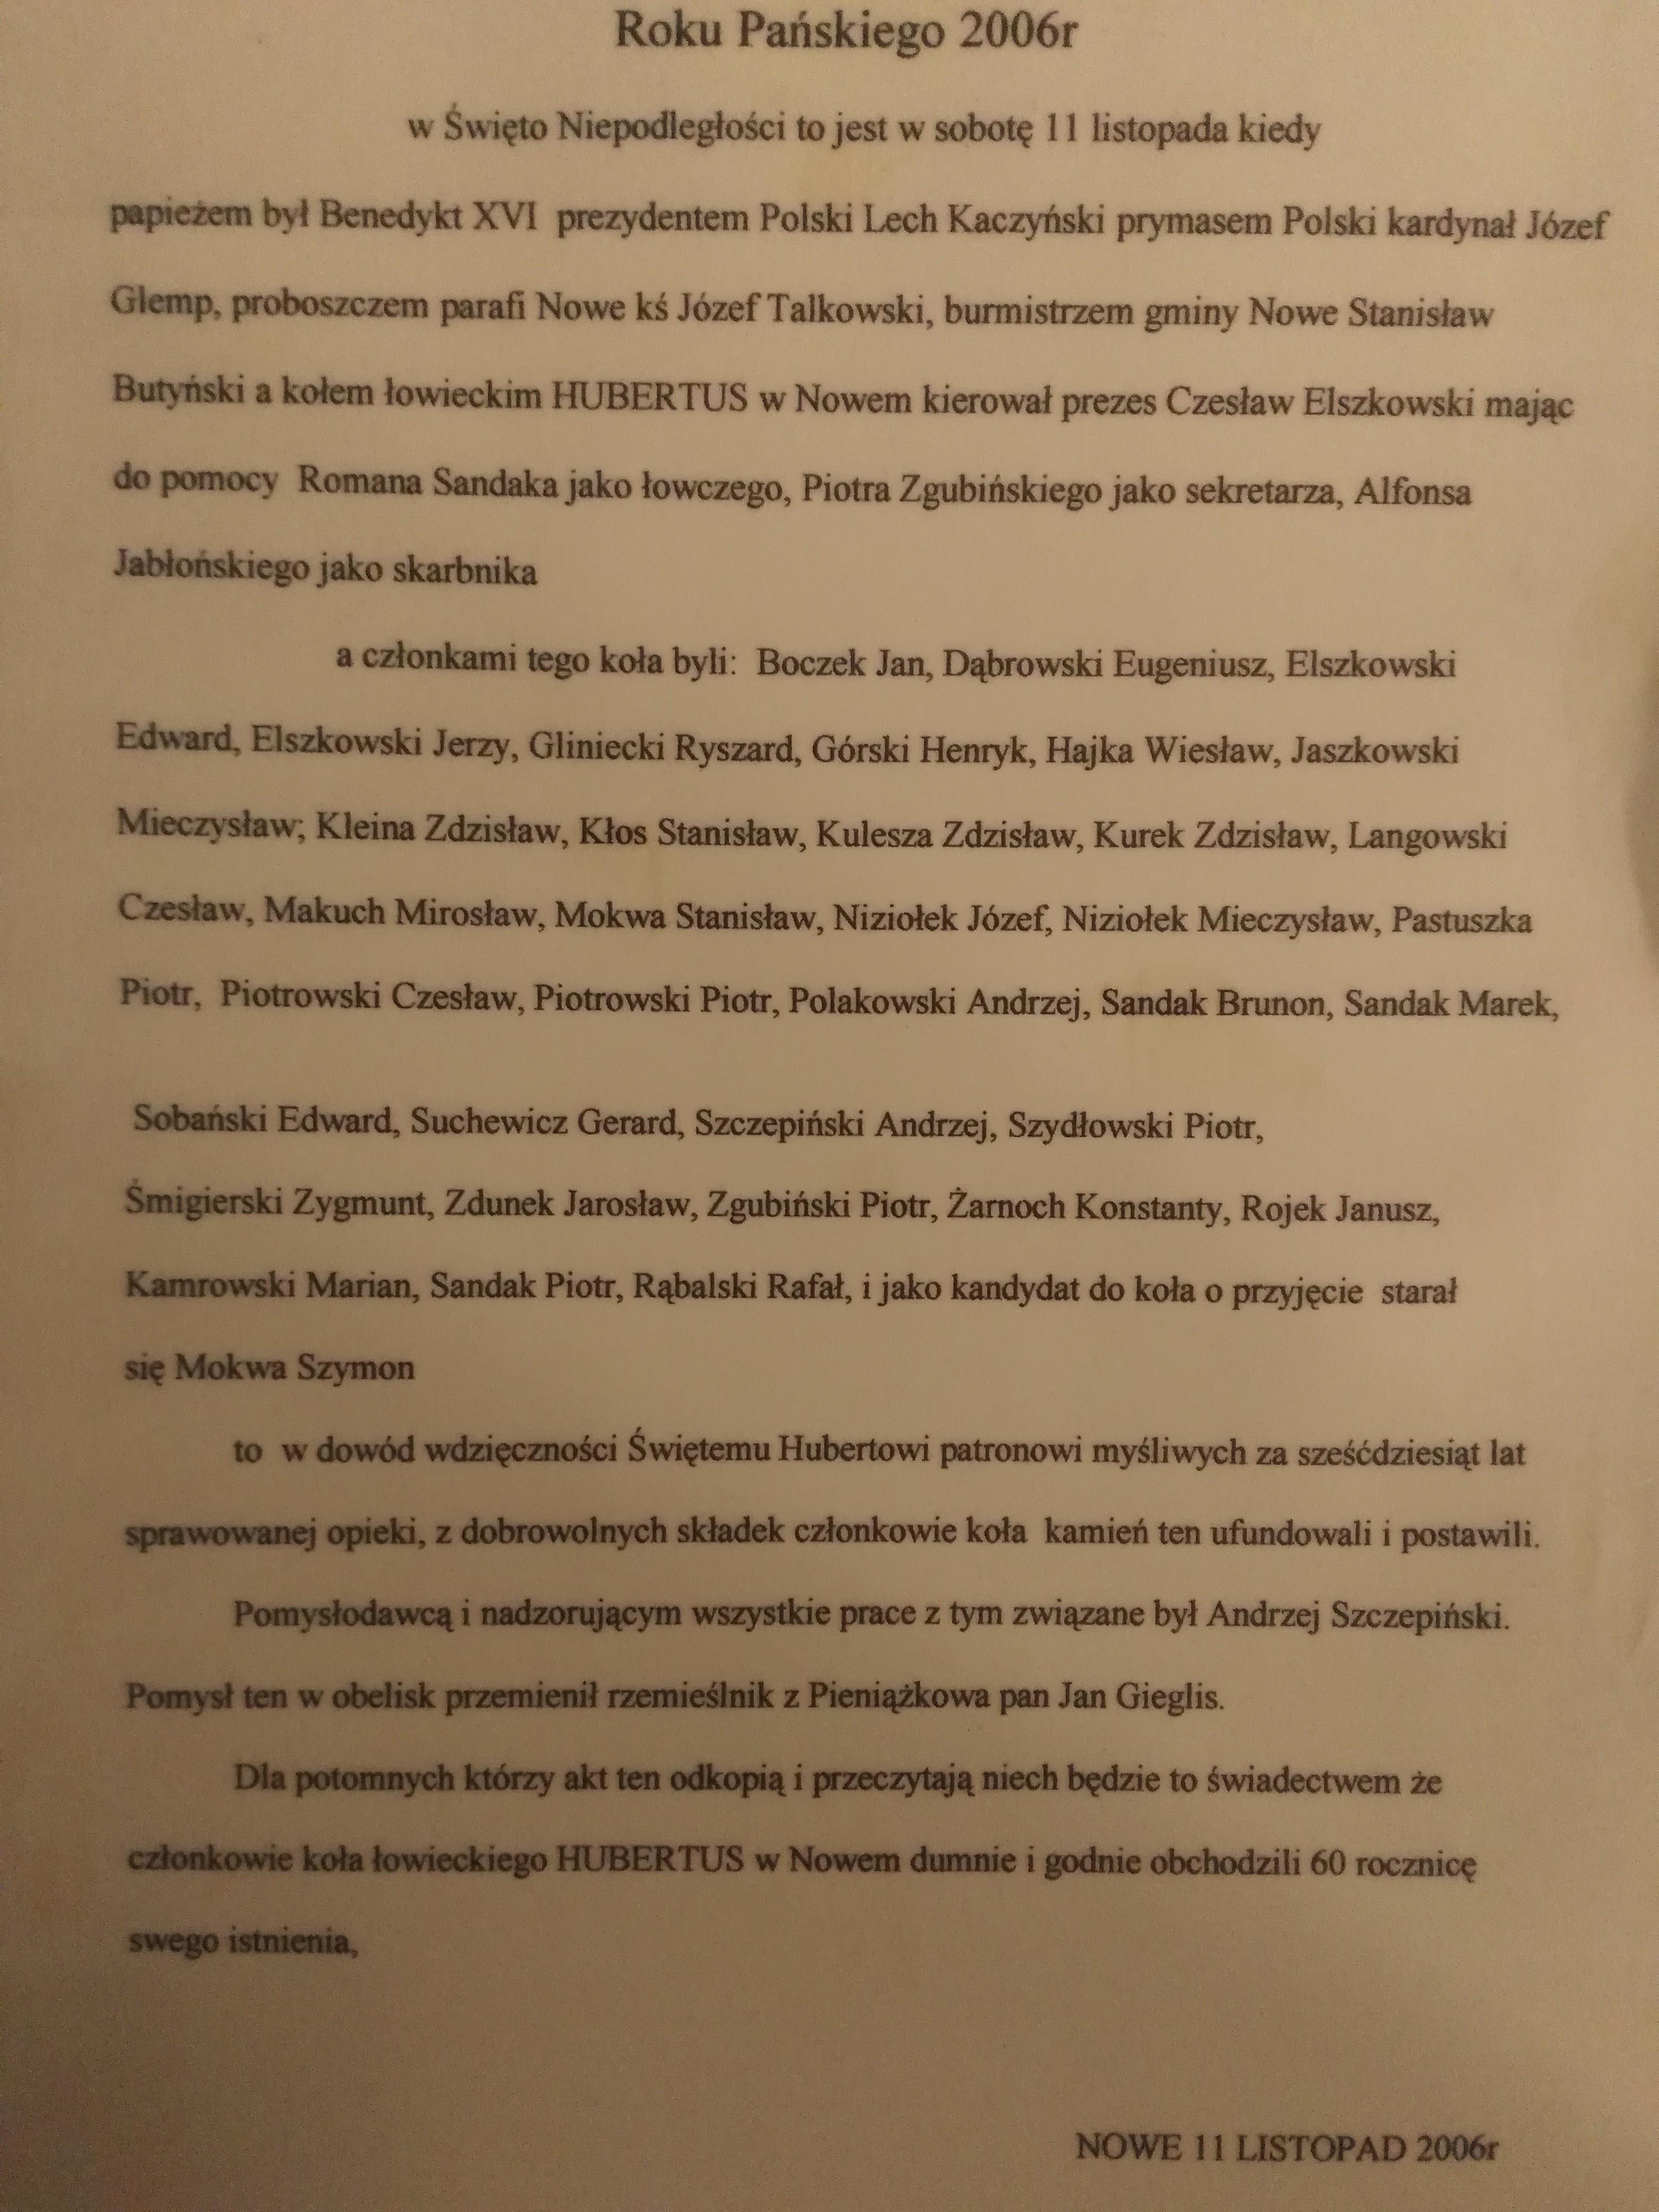 Roku Pańskiego 2006r
w Święto Niepodległości to jest w sobotę 11 listopada kiedy
papieżem był Benedykt XVI prezydentem Polski Lech Kaczyński prymasem Polski kardynał Józef
Glemp, proboszczem parafi Nowe kś Józef Talkowski, burmistrzem gminy Nowe Stanisław
Butyński a kołem łowieckim HUBERTUS w Nowem kierował prezes Czesław Elszkowski mając
do pomocy Romana Sandaka jako łowczego, Piotra Zgubińskiego jako sekretarza, Alfonsa
Jabłońskiego jako skarbnika
a członkami tego koła byli: Boczek Jan, Dąbrowski Eugeniusz, Elszkowski
Edward, Elszkowski Jerzy, Gliniecki Ryszard, Górski Henryk, Hajka Wiesław, Jaszkowski
Mieczysław; Kleina Zdzisław, Kłos Stanisław, Kulesza Zdzisław, Kurek Zdzisław, Langowski
Czesław, Makuch Mirosław, Mokwa Stanisław, Niziołek Józef, Niziołek Mieczysław, Pastuszka
Piotr, Piotrowski Czesław, Piotrowski Piotr, Polakowski Andrzej, Sandak Brunon, Sandak Marek,
Sobański Edward, Suchewicz Gerard, Szczepiński Andrzej, Szydłowski Piotr,
Śmigierski Zygmunt, Zdunek Jarosław, Zgubiński Piotr, Żarnoch Konstanty, Rojek Janusz,
Kamrowski Marian, Sandak Piotr, Rąbalski Rafał, i jako kandydat do koła o przyjęcie starał
się Mokwa Szymon
to w dowód wdzięczności Świętemu Hubertowi patronowi myśliwych za sześćdziesiąt lat
sprawowanej opieki, z dobrowolnych składek członkowie koła kamień ten ufundowali i postawili.
Pomysłodawcą i nadzorującym wszystkie prace z tym związane był Andrzej Szczepiński.
Pomysł ten w obelisk przemienił rzemieślnik z Pieniążkowa pan Jan Gieglis.
Dla potomnych którzy akt ten odkopią i przeczytają niech będzie to świadectwem że
członkowie koła łowieckiego HUBERTUS w Nowem dumnie i godnie obchodzili 60 rocznicę
swego istnienia,
NOWE 11 LISTOPAD 2006r